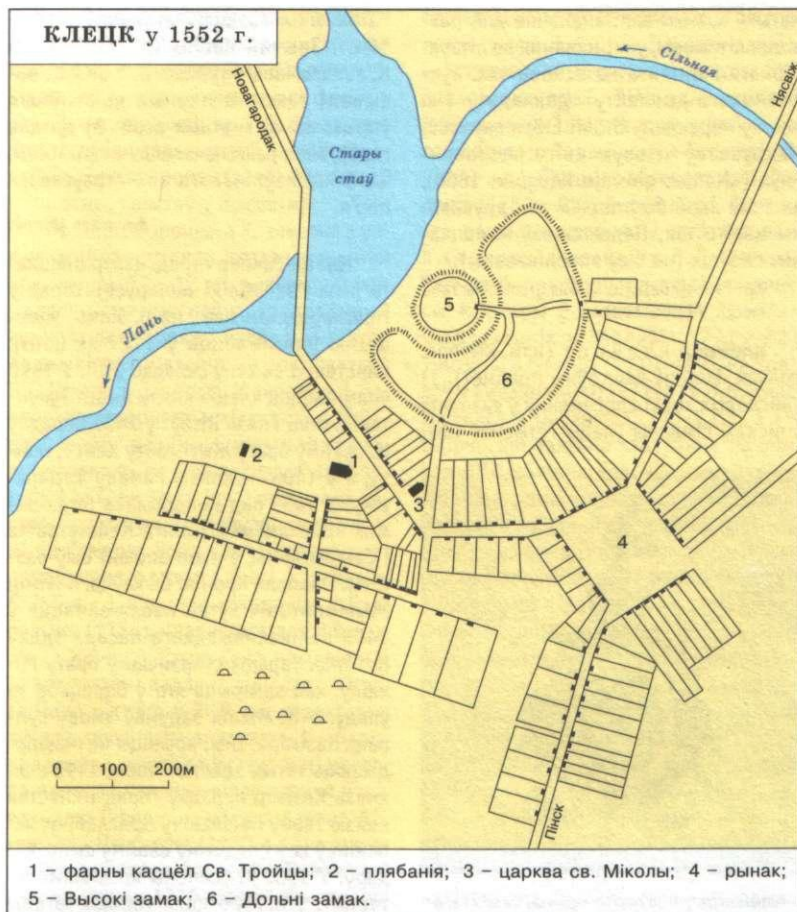 КЛЕЦК у 1552 г.
Новагародак
Сільная
Нясвіж
Стары
стаў
Лань
5
6
2
1
3
4
0 100 200м
Пінск
1 – фарны касцёл Св. Тройцы; 2 – плябанія; 3 – царква св. Міколы; 4 – рынак;
5 – Высокі замак; 6 – Дольні замак.